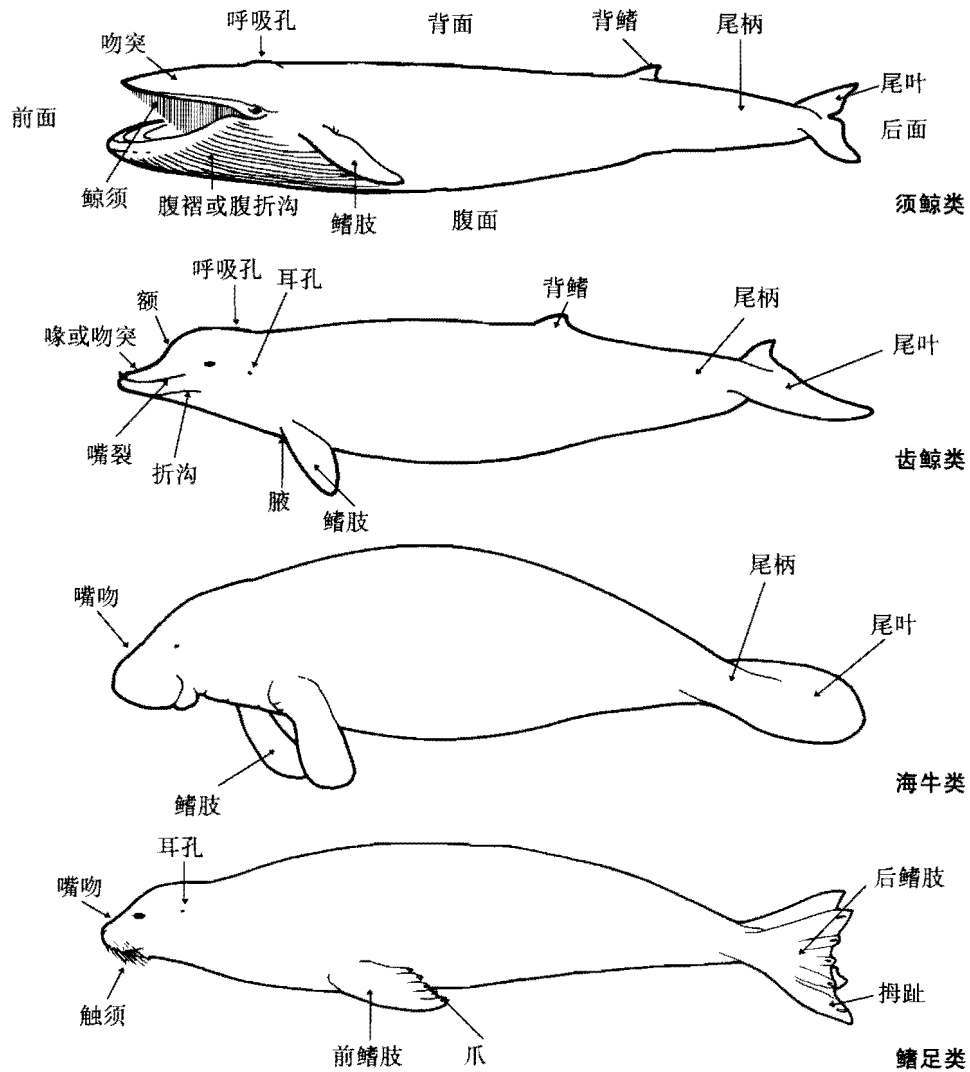 呼吸孔
背面
背鳍
尾柄
吻突
尾叶
前面
后面
鲸须
腹褶或腹折沟
鳍肢
腹面
须鲸类
呼吸孔
耳孔
背鳍
尾柄
额
喙或吻突
尾叶
嘴裂
折沟
腋
鳍肢
齿鲸类
尾柄
嘴吻
尾叶
鳍肢
海牛类
耳孔
嘴吻
后鳍肢
触须
拇趾
前鳍肢
爪
鳍足类